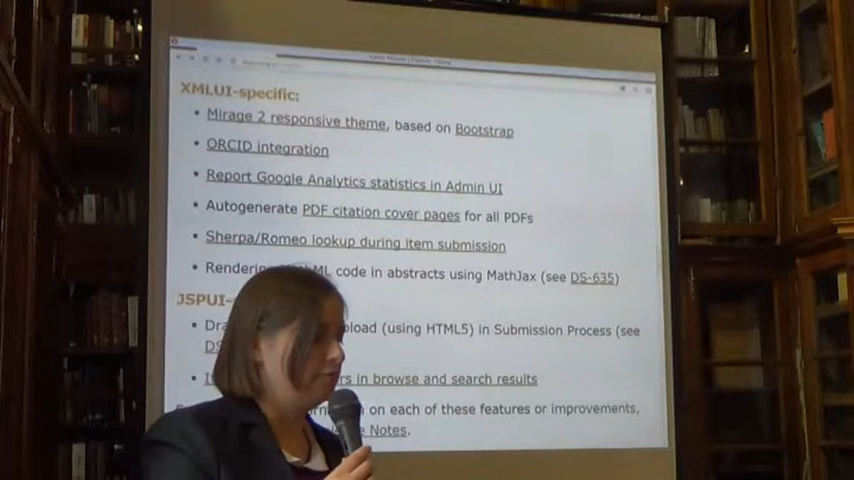 XMLUI-specific:
• Mirage 2 responsive theme, based on Bootstrap
• ORCID integration
• Report Google Analytics statistics in Admin UI
• Autogenerate PDF citation cover pages for all PDFs
• Sherpa/Romeo lookup during item submission
• Rendering ML code in abstracts using MathJax (see DS-635)
JSPUI-
• Dra load (using HTML5) in Submission Process (see
DS
• rs in browse and search results
on each of these features or improvements,
Notes.